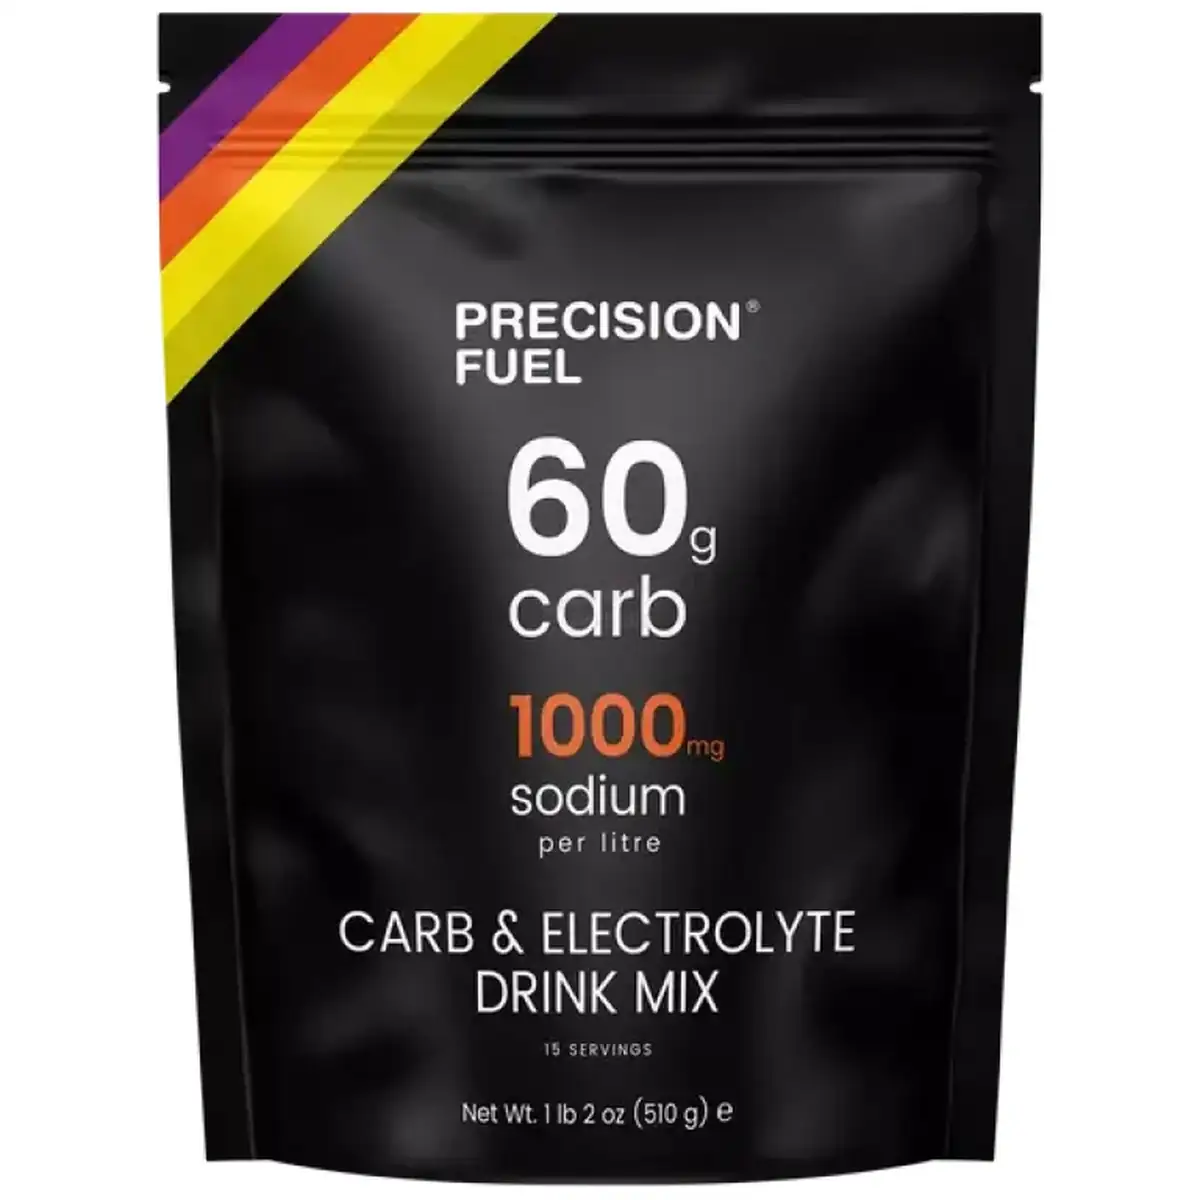 PRECISION®
FUEL
60g
carb
1000mg
sodium
per litre
CARB & ELECTROLYTE
DRINK MIX
15 SERVINGS
Net Wt. 1 lb 2 oz (510 g) ℮